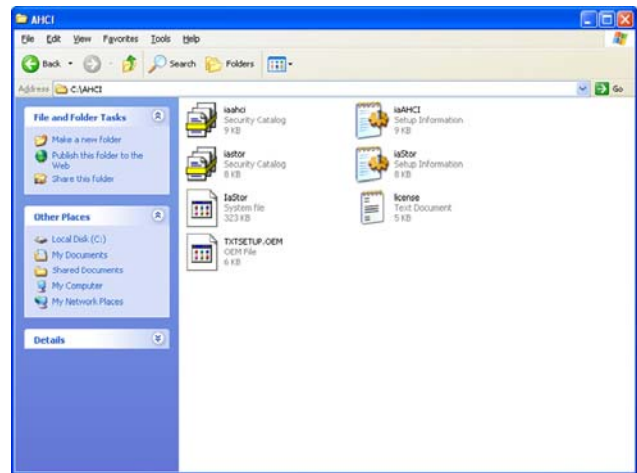 AHCI
File Edit View Favorites Tools Help
Back Search Folders
Address C:\AHCI Go
File and Folder Tasks
Make a new folder
Publish this folder to the
Web
Share this folder
Other Places
Local Disk (C:)
My Documents
Shared Documents
My Computer
My Network Places
Details
iaahci
Security Catalog
9 KB
iaAHCI
Setup Information
9 KB
iastor
Security Catalog
8 KB
iaStor
Setup Information
8 KB
IaStor
System file
323 KB
license
Text Document
5 KB
TXTSETUP.OEM
OEM File
6 KB